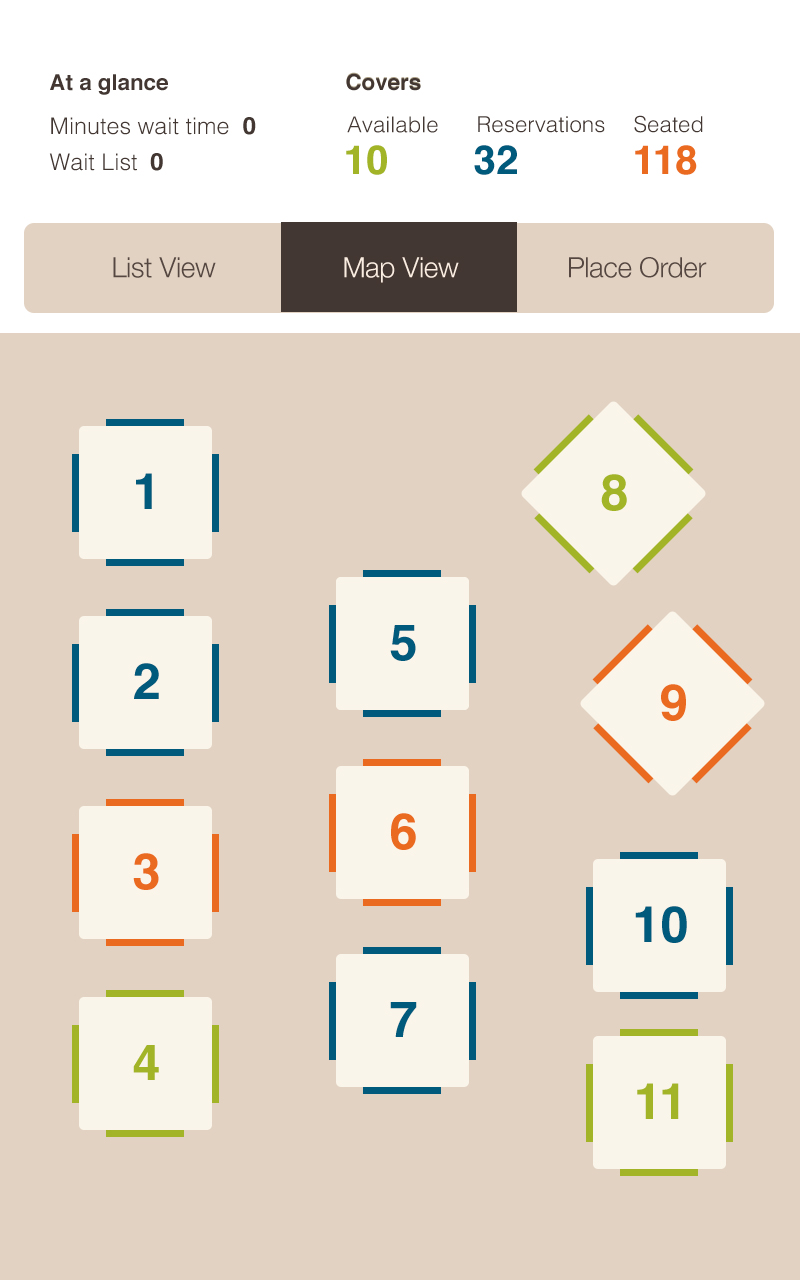 At a glance
Minutes wait time 0
Wait List 0
Covers
Available Reservations Seated
10 32 118
List View Map View Place Order
1
2
3
4
5
6
7
8
9
10
11